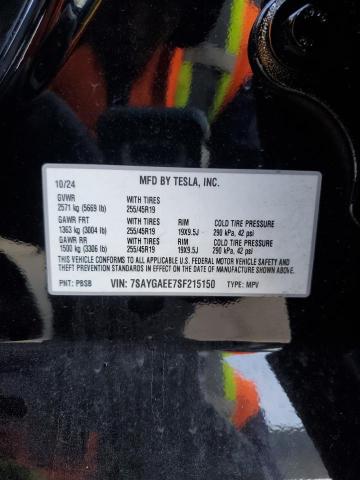 10/24 MFD BY TESLA, INC.
GVWR WITH TIRES
2571 kg (5669 lb) 255/45R19
GAWR FRT WITH TIRES RIM COLD TIRE PRESSURE
1363 kg (3004 lb) 255/45R19 19X9.5J 290 kPa, 42 psi
GAWR RR WITH TIRES RIM COLD TIRE PRESSURE
1500 kg (3306 lb) 255/45R19 19X9.5J 290 kPa, 42 psi
THIS VEHICLE CONFORMS TO ALL APPLICABLE U.S. FEDERAL MOTOR VEHICLE SAFETY
AND THEFT PREVENTION STANDARDS IN EFFECT ON THE DATE
OF MANUFACTURE SHOWN ABOVE.
PNT: PBSB VIN: 7SAYGAEE7SF215150 TYPE: MPV